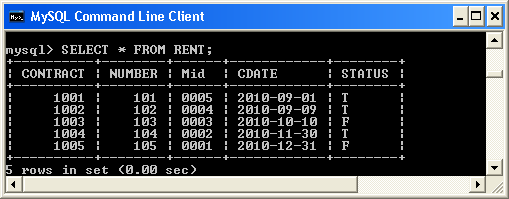 MySQL Command Line Client
mysql> SELECT * FROM RENT;
+----------+--------+------+------------+--------+
| CONTRACT | NUMBER | Mid  | CDATE      | STATUS |
+----------+--------+------+------------+--------+
|     1001 |    101 | 0005 | 2010-09-01 | T      |
|     1002 |    102 | 0004 | 2010-09-09 | T      |
|     1003 |    103 | 0003 | 2010-10-10 | F      |
|     1004 |    104 | 0002 | 2010-11-30 | T      |
|     1005 |    105 | 0001 | 2010-12-31 | F      |
+----------+--------+------+------------+--------+
5 rows in set (0.00 sec)